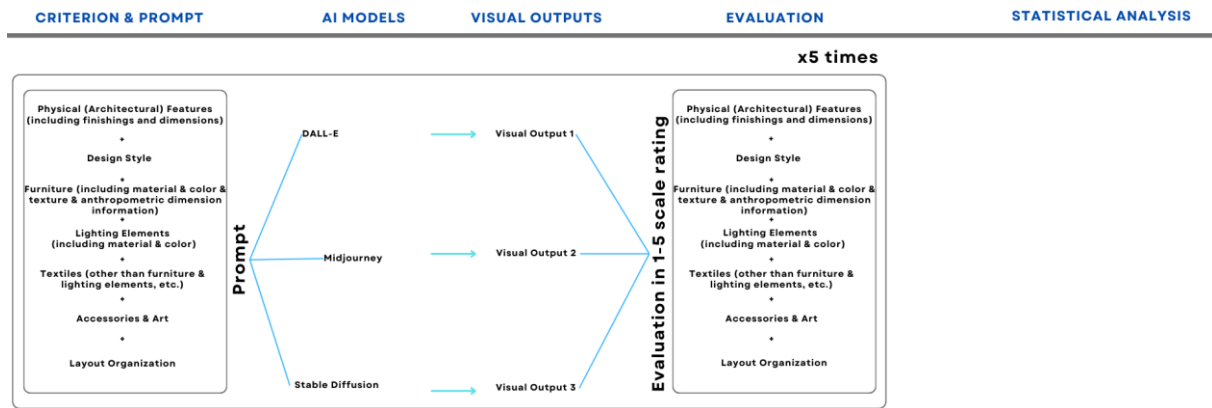 CRITERION & PROMPT
AI MODELS
VISUAL OUTPUTS
EVALUATION
STATISTICAL ANALYSIS
x5 times
Physical (Architectural) Features
(including finishings and dimensions)
+
Design Style
+
Furniture (including material & color &
texture & anthropometric dimension
information)
+
Lighting Elements
(including material & color)
+
Textiles (other than furniture &
lighting elements, etc.)
+
Accessories & Art
+
Layout Organization
Prompt
DALL-E
Midjourney
Stable Diffusion
Visual Output 1
Visual Output 2
Visual Output 3
Evaluation in 1-5 scale rating
Physical (Architectural) Features
(including finishings and dimensions)
+
Design Style
+
Furniture (including material & color &
texture & anthropometric dimension
information)
+
Lighting Elements
(including material & color)
+
Textiles (other than furniture &
lighting elements, etc.)
+
Accessories & Art
+
Layout Organization